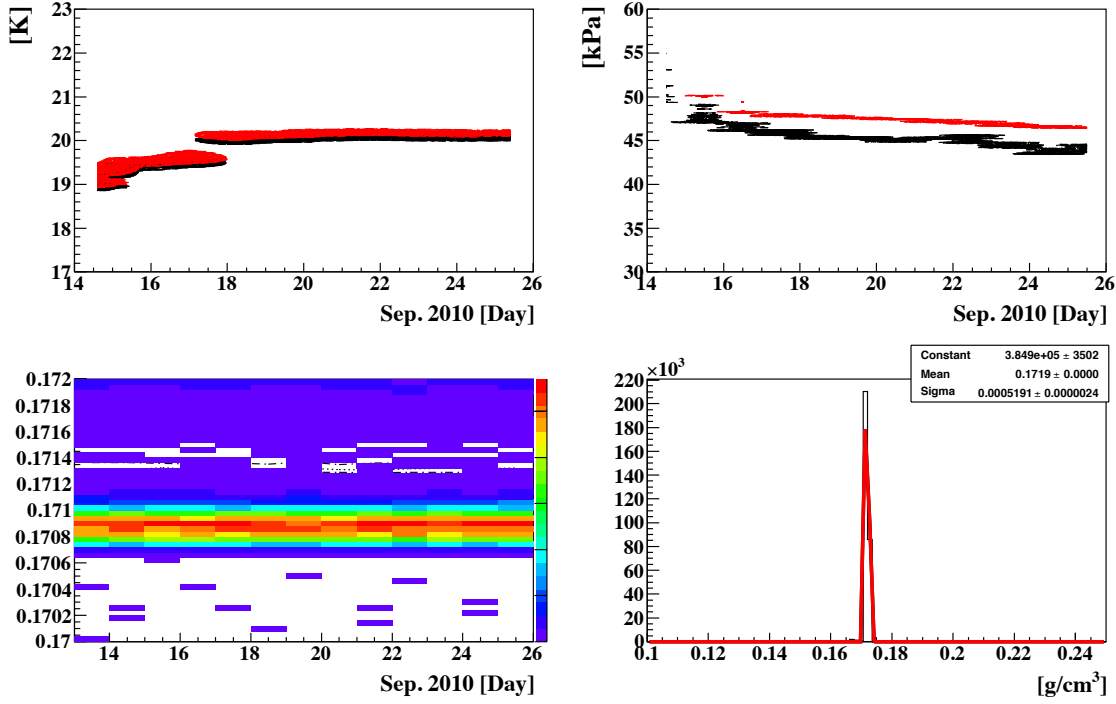 [K]
23
22
21
20
19
18
17
14 16 18 20 22 24 26
Sep. 2010 [Day]
[kPa]
60
55
50
45
40
35
30
14 16 18 20 22 24 26
Sep. 2010 [Day]
0.172
0.1718
0.1716
0.1714
0.1712
0.171
0.1708
0.1706
0.1704
0.1702
0.17
14 16 18 20 22 24 26
Sep. 2010 [Day]
×10³
Constant 3.849e+05 ± 3502
Mean 0.1719 ± 0.0000
Sigma 0.0005191 ± 0.0000024
220
200
180
160
140
120
100
80
60
40
20
0
0.1 0.12 0.14 0.16 0.18 0.2 0.22 0.24
[g/cm³]